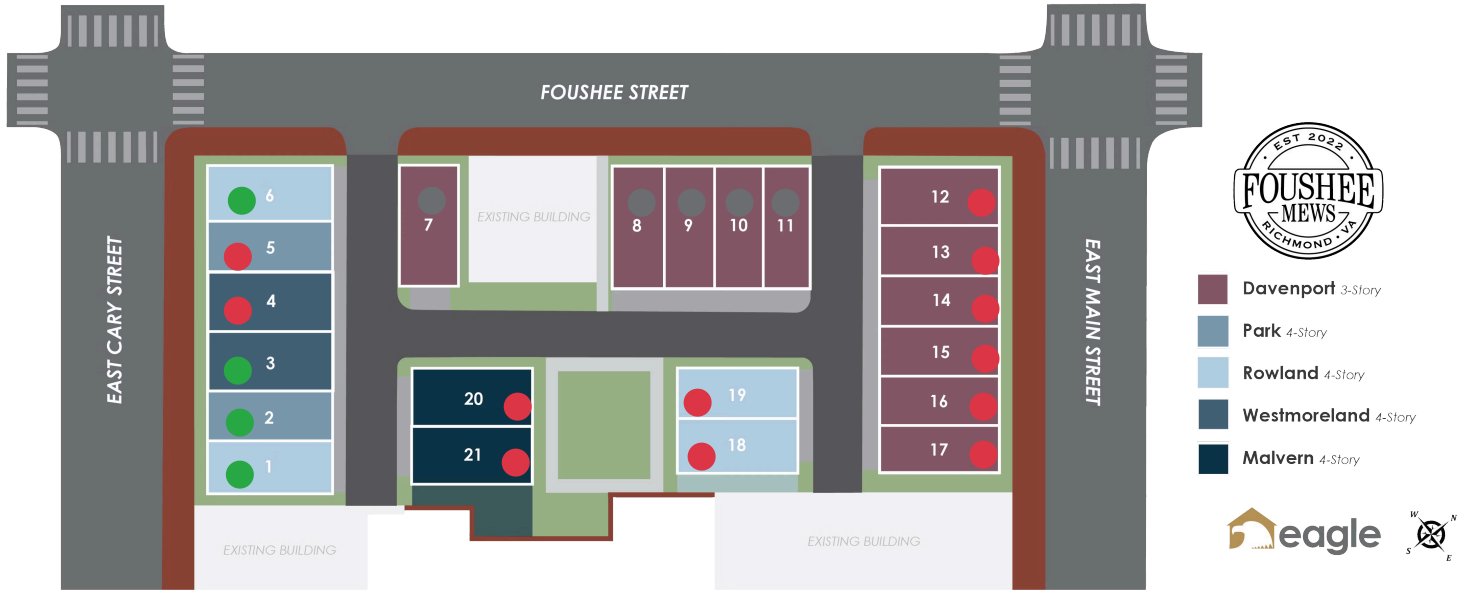 FOUSHEE STREET
EAST CARY STREET
EAST MAIN STREET
6
5
4
3
2
1
7
EXISTING BUILDING
8
9
10
11
12
13
14
15
16
17
20
21
19
18
EXISTING BUILDING
EXISTING BUILDING
EST 2022
FOUSHEE
MEWS
RICHMOND • VA
Davenport 3-Story
Park 4-Story
Rowland 4-Story
Westmoreland 4-Story
Malvern 4-Story
eagle
W
N
S
E